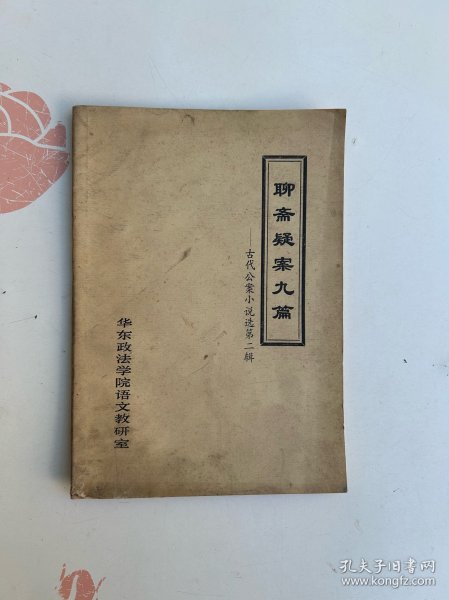 聊斋疑案九篇
——古代公案小说选第二辑
华东政法学院语文教研室
孔夫子旧书网
www.kongfz.com